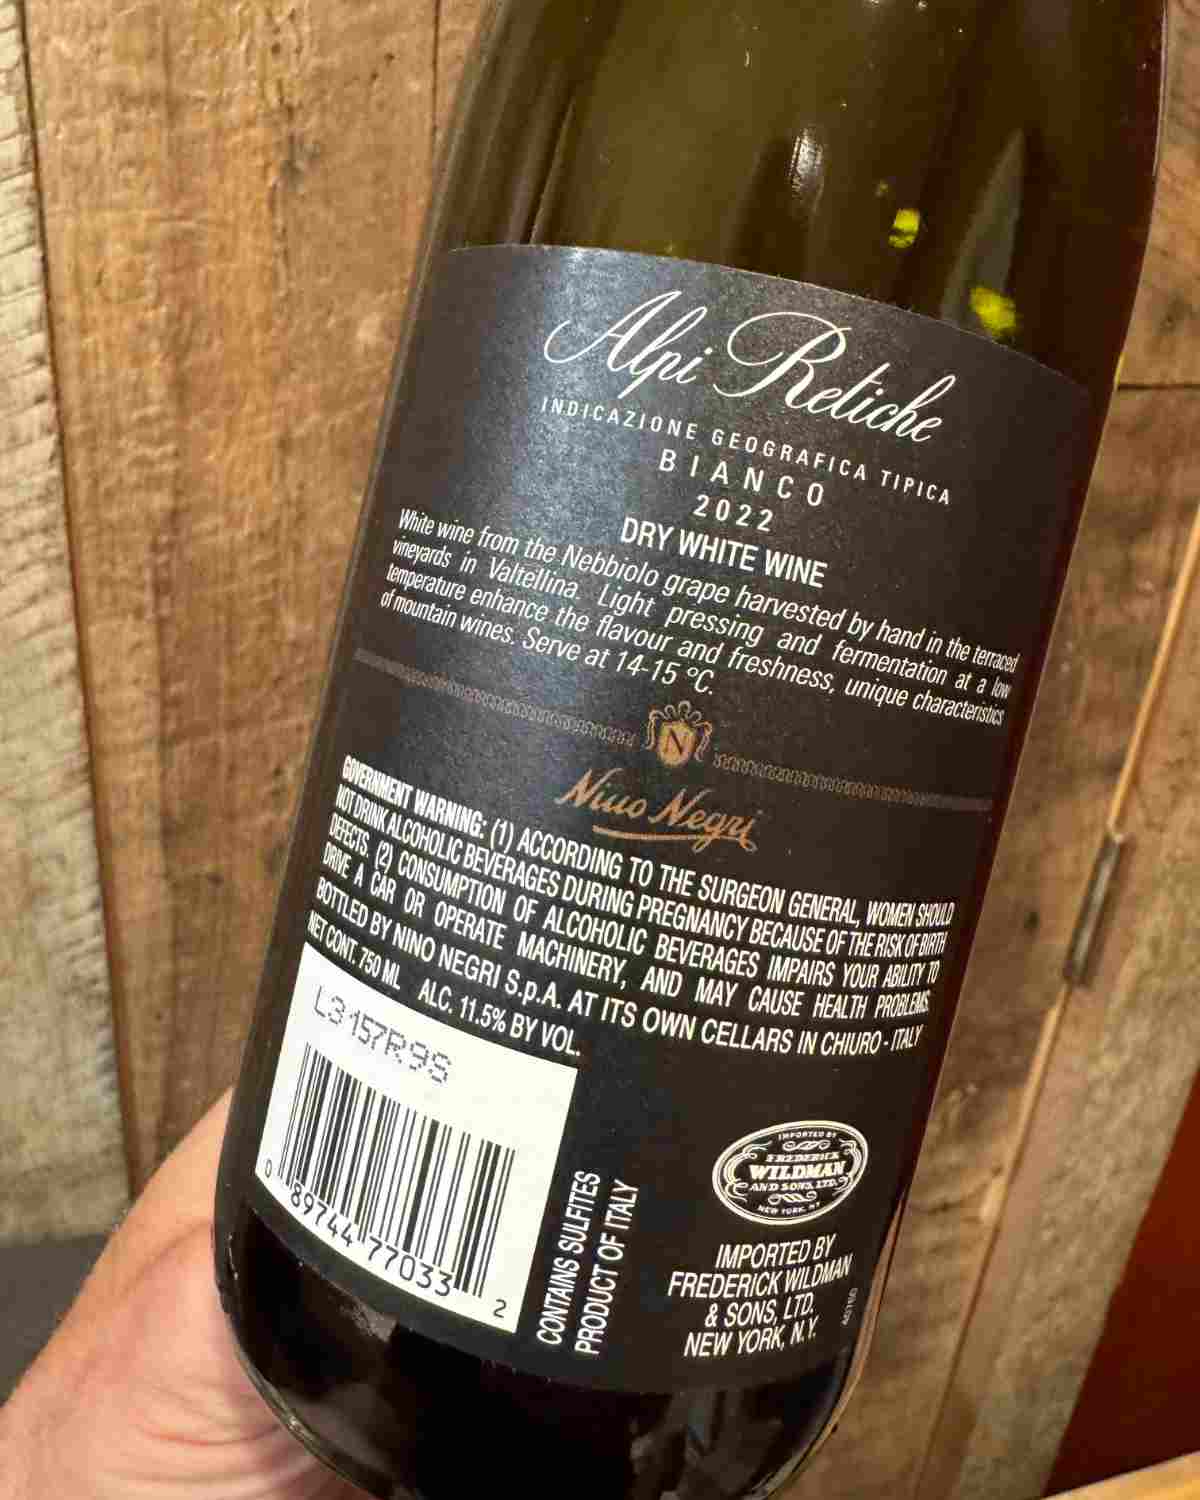 Alpi Retiche
INDICAZIONE GEOGRAFICA TIPICA
BIANCO
2022
DRY WHITE WINE
White wine from the Nebbiolo grape harvested by hand in the terraced
vineyards in Valtellina. Light pressing and fermentation at a low
temperature enhance the flavour and freshness, unique characteristics
of mountain wines. Serve at 14-15 °C.
N
Nino Negri
GOVERNMENT WARNING: (1) ACCORDING TO THE SURGEON GENERAL, WOMEN SHOULD
NOT DRINK ALCOHOLIC BEVERAGES DURING PREGNANCY BECAUSE OF THE RISK OF BIRTH
DEFECTS. (2) CONSUMPTION OF ALCOHOLIC BEVERAGES IMPAIRS YOUR ABILITY TO
DRIVE A CAR OR OPERATE MACHINERY, AND MAY CAUSE HEALTH PROBLEMS.
BOTTLED BY NINO NEGRI S.p.A. AT ITS OWN CELLARS IN CHIURO - ITALY
NET CONT. 750 ML ALC. 11.5% BY VOL.
L3157R9S
0 89744 77033 2
CONTAINS SULFITES
PRODUCT OF ITALY
IMPORTED BY
FREDERICK
WILDMAN
AND SONS, LTD.
NEW YORK, NY
IMPORTED BY
FREDERICK WILDMAN
& SONS, LTD.
NEW YORK, N.Y.